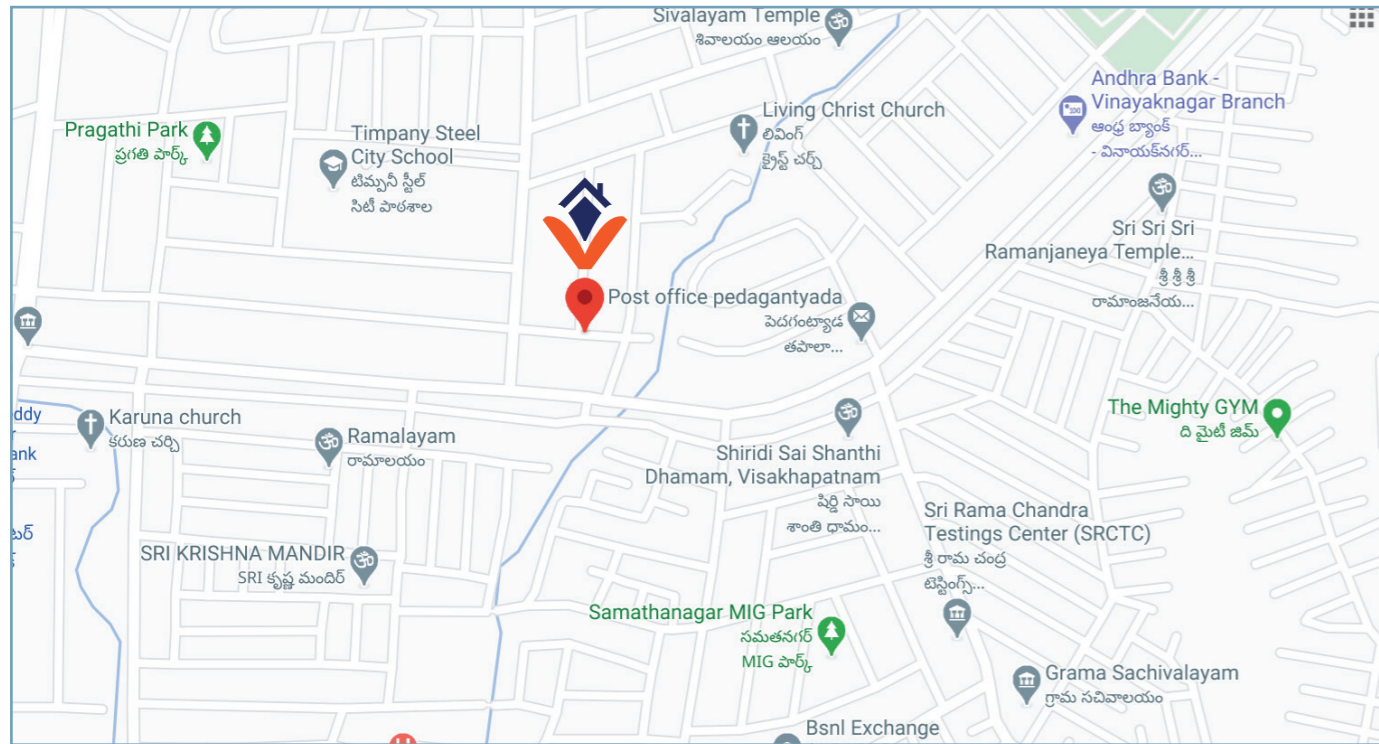 Sivalayam Temple
శివాలయం ఆలయం
Andhra Bank -
Vinayaknagar Branch
ఆంధ్ర బ్యాంక్
- వినాయక్‌నగర్...
Living Christ Church
లివింగ్
క్రైస్ట్ చర్చ్
Pragathi Park
ప్రగతి పార్క్
Timpany Steel
City School
టిమ్పనీ స్టీల్
సిటీ పాఠశాల
Sri Sri Sri
Ramanjaneya Temple...
శ్రీ శ్రీ శ్రీ
రామాంజనేయ...
Post office pedagantyada
పెదగంట్యాడ
తపాలా...
The Mighty GYM
ది మైటీ జిమ్
eddy
ank
Karuna church
కరుణ చర్చి
Ramalayam
రామాలయం
Shiridi Sai Shanthi
Dhamam, Visakhapatnam
షిర్డి సాయి
శాంతి ధామం...
Sri Rama Chandra
Testings Center (SRCTC)
శ్రీ రామ చంద్ర
టెస్టింగ్స్...
టర్
SRI KRISHNA MANDIR
SRI కృష్ణ మందిర్
Samathanagar MIG Park
సమతనగర్
MIG పార్క్
Grama Sachivalayam
గ్రామ సచివాలయం
Bsnl Exchange